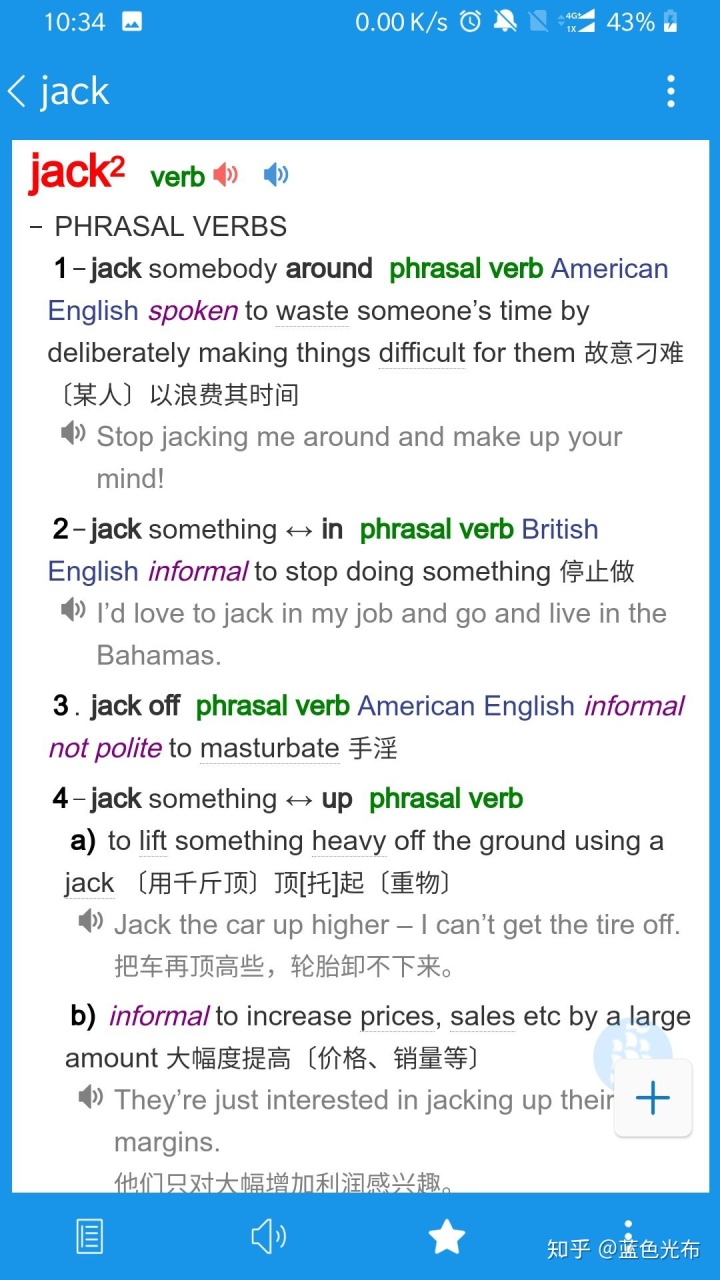 10:34 0.00 K/s 4G+ 1X 43%
jack
jack² verb
– PHRASAL VERBS
1 – jack somebody around phrasal verb American
English spoken to waste someone’s time by
deliberately making things difficult for them 故意刁难
〔某人〕以浪费其时间
Stop jacking me around and make up your
mind!
2 – jack something ↔ in phrasal verb British
English informal to stop doing something 停止做
I’d love to jack in my job and go and live in the
Bahamas.
3 . jack off phrasal verb American English informal
not polite to masturbate 手淫
4 – jack something ↔ up phrasal verb
a) to lift something heavy off the ground using a
jack 〔用千斤顶〕顶[托]起〔重物〕
Jack the car up higher – I can’t get the tire off.
把车再顶高些，轮胎卸不下来。
b) informal to increase prices, sales etc by a large
amount 大幅度提高〔价格、销量等〕
They’re just interested in jacking up their
margins.
他们只对大幅增加利润感兴趣。
知乎 @蓝色光布